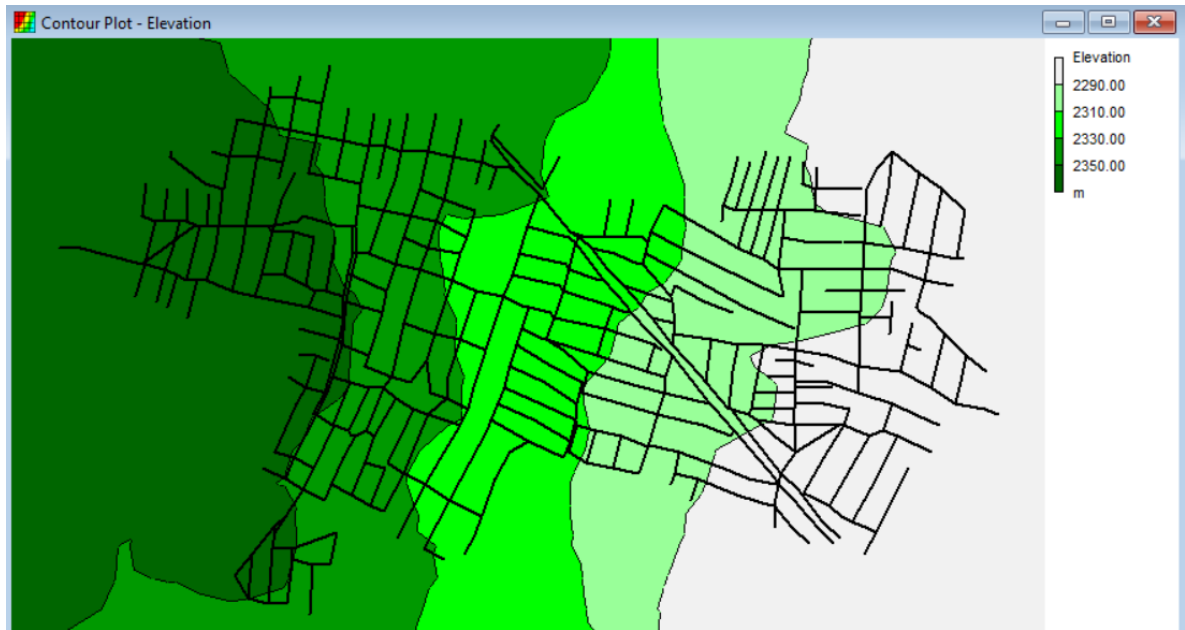 Contour Plot - Elevation
Elevation
2290.00
2310.00
2330.00
2350.00
m